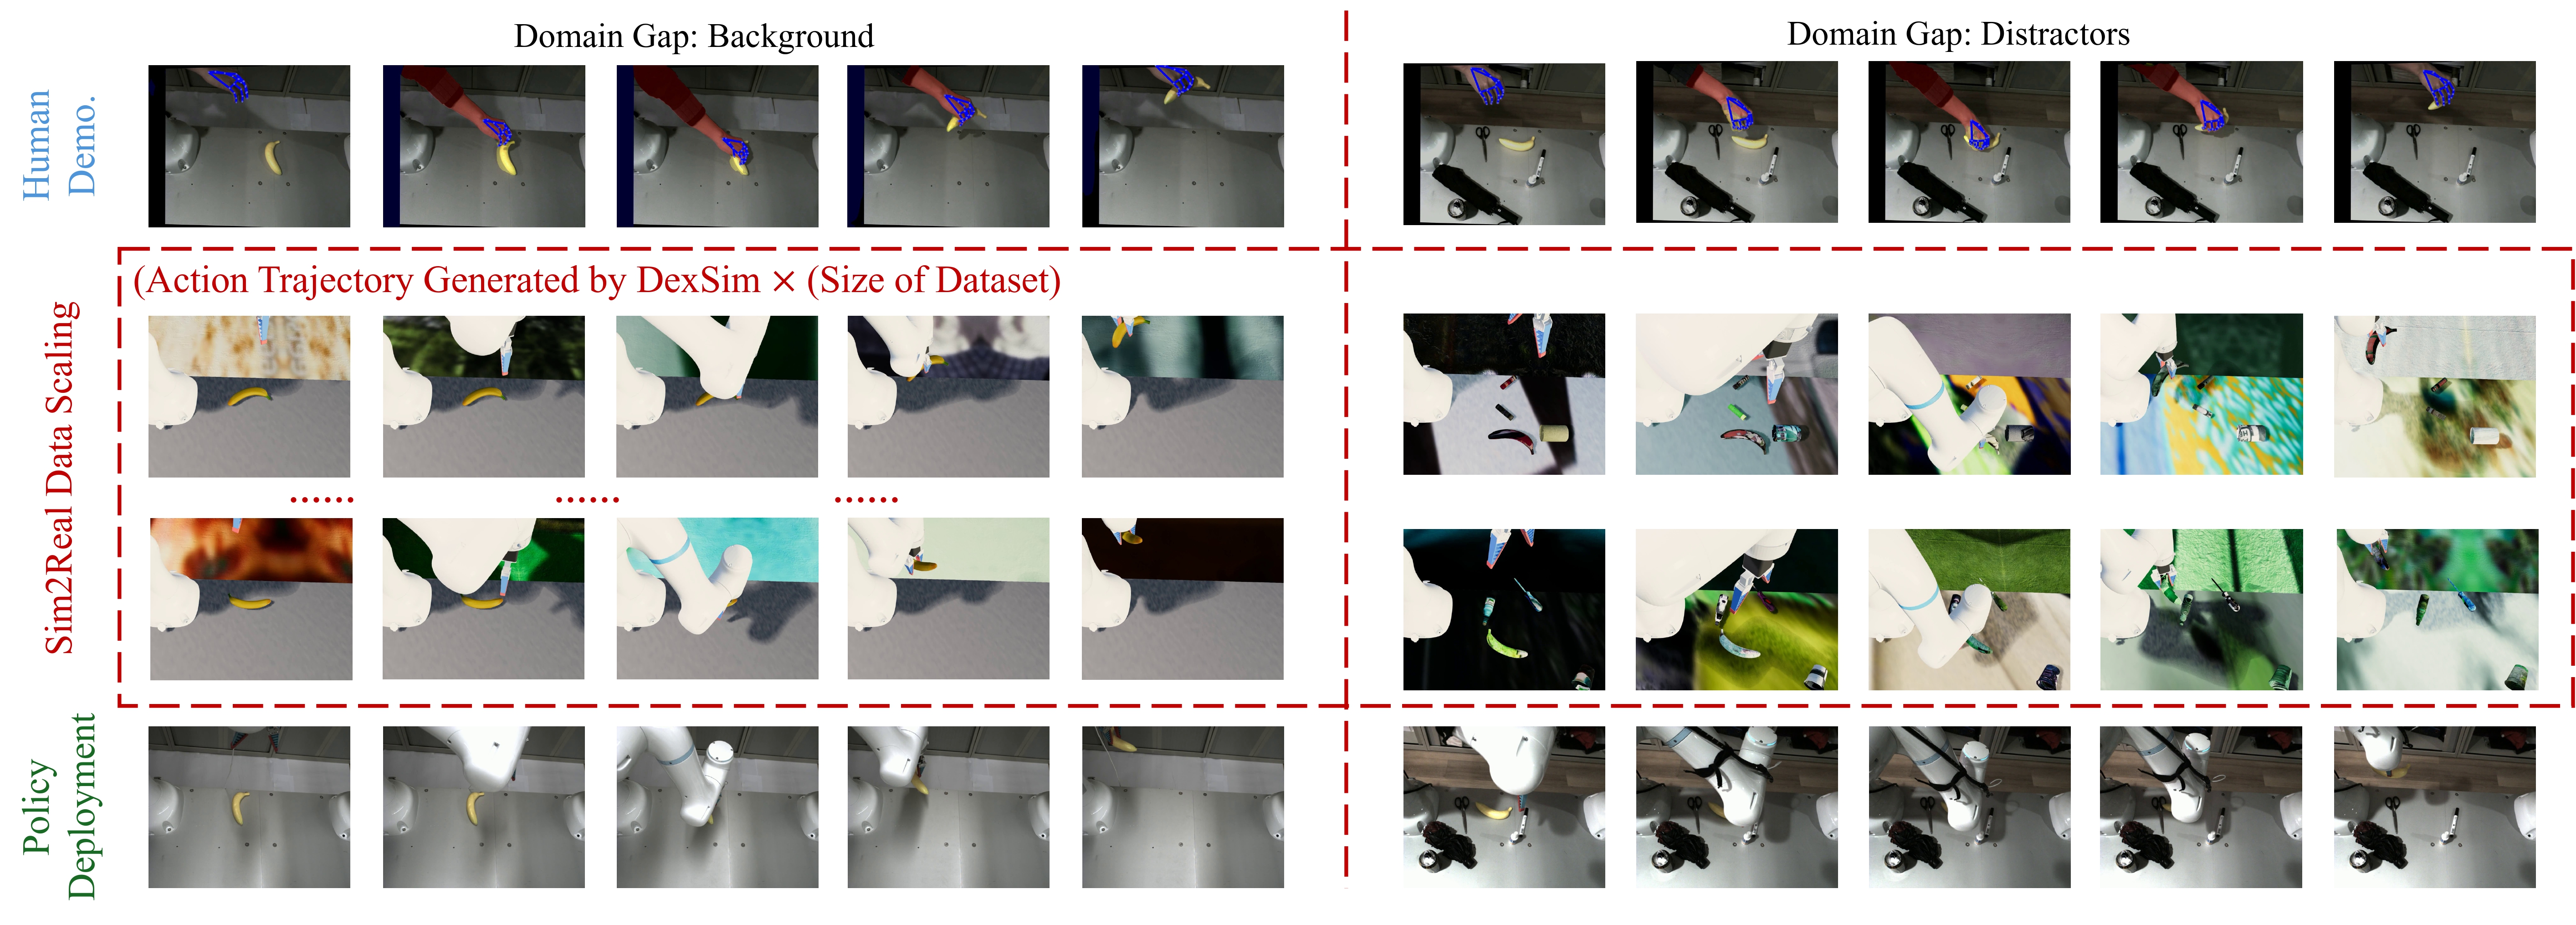 Domain Gap: Background
Domain Gap: Distractors
Human
Demo.
(Action Trajectory Generated by DexSim × (Size of Dataset)
Sim2Real Data Scaling
......
......
......
Policy
Deployment